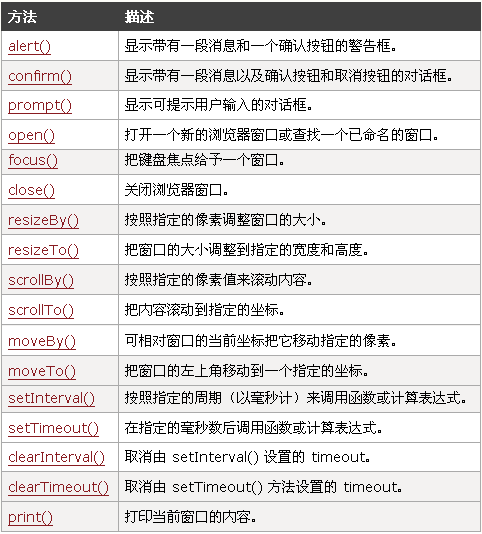 方法 描述
alert() 显示带有一段消息和一个确认按钮的警告框。
confirm() 显示带有一段消息以及确认按钮和取消按钮的对话框。
prompt() 显示可提示用户输入的对话框。
open() 打开一个新的浏览器窗口或查找一个已命名的窗口。
focus() 把键盘焦点给予一个窗口。
close() 关闭浏览器窗口。
resizeBy() 按照指定的像素调整窗口的大小。
resizeTo() 把窗口的大小调整到指定的宽度和高度。
scrollBy() 按照指定的像素值来滚动内容。
scrollTo() 把内容滚动到指定的坐标。
moveBy() 可相对窗口的当前坐标把它移动指定的像素。
moveTo() 把窗口的左上角移动到一个指定的坐标。
setInterval() 按照指定的周期（以毫秒计）来调用函数或计算表达式。
setTimeout() 在指定的毫秒数后调用函数或计算表达式。
clearInterval() 取消由 setInterval() 设置的 timeout。
clearTimeout() 取消由 setTimeout() 方法设置的 timeout。
print() 打印当前窗口的内容。